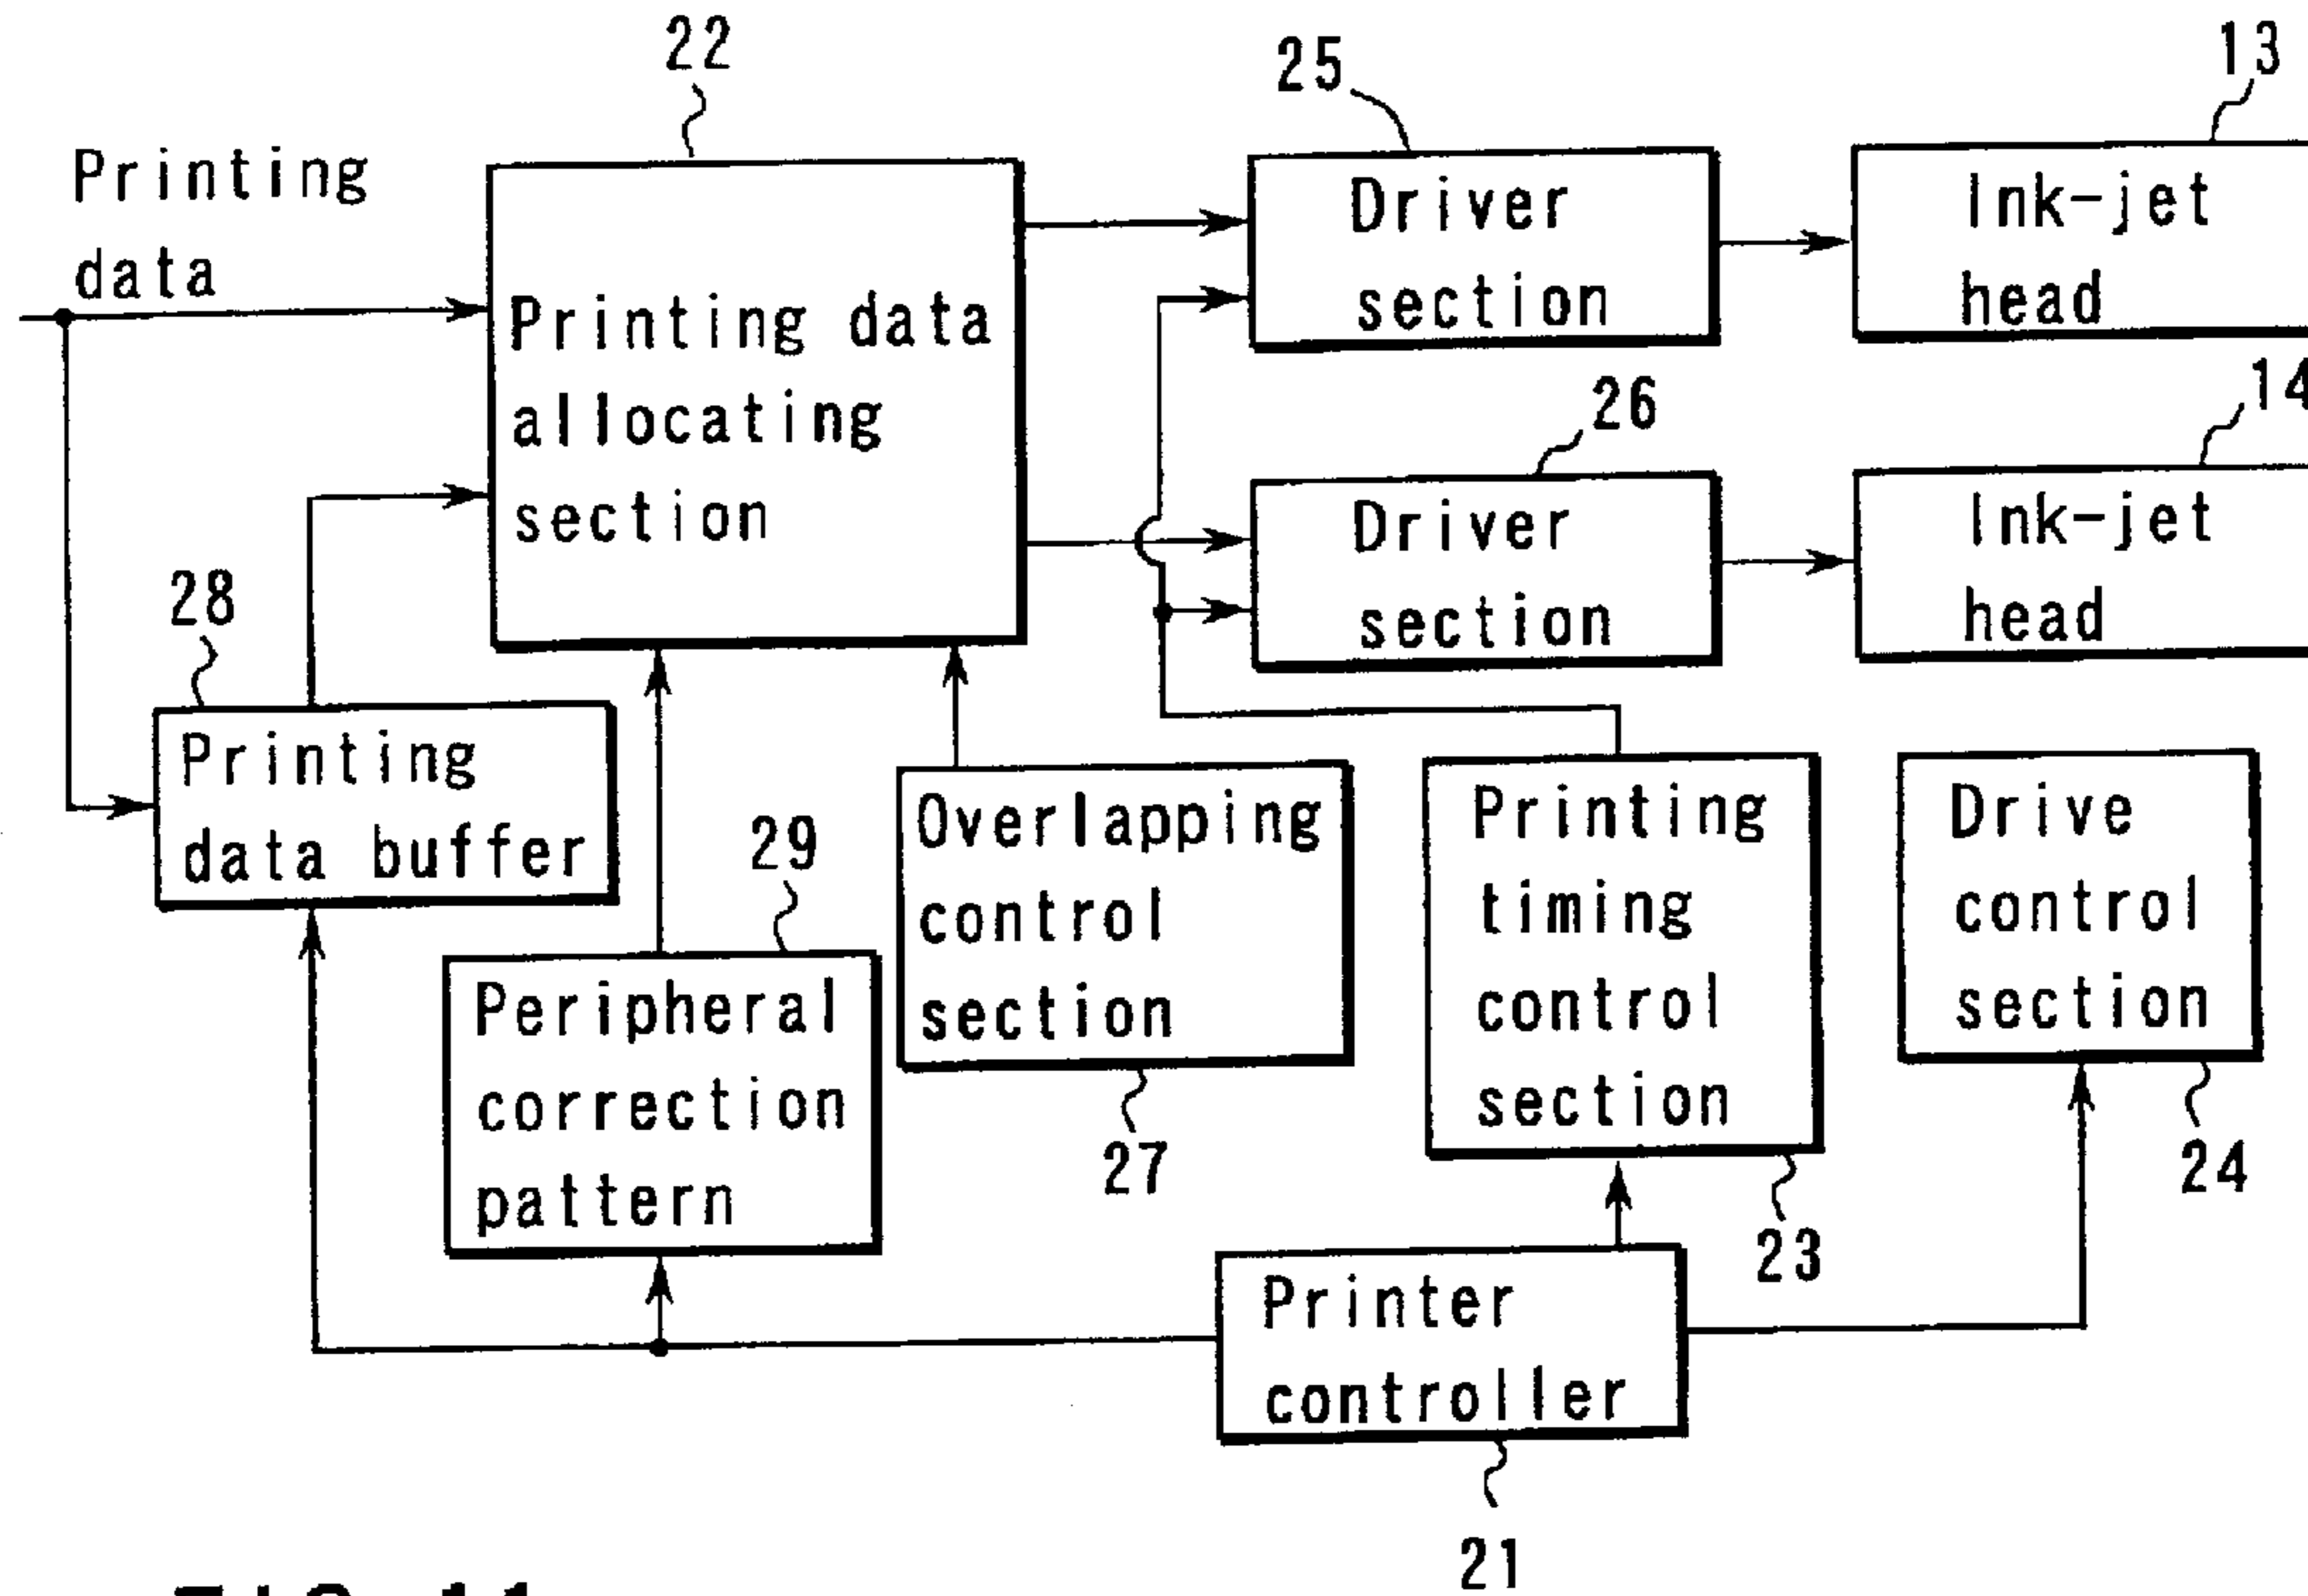 22
25
13
Printing
data
Printing data
allocating
section
Driver
section
Ink-jet
head
26
14
Driver
section
Ink-jet
head
28
Printing
data buffer
29
Peripheral
correction
pattern
Overlapping
control
section
27
Printing
timing
control
section
23
Drive
control
section
24
Printer
controller
21